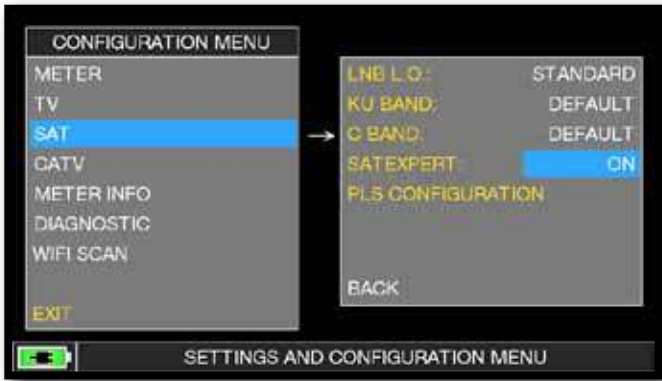 CONFIGURATION MENU
METER
TV
SAT
CATV
METER INFO
DIAGNOSTIC
WIFI SCAN
EXIT
→
LNB L.O.: STANDARD
KU BAND: DEFAULT
C BAND: DEFAULT
SATEXPERT: ON
PLS CONFIGURATION
BACK
SETTINGS AND CONFIGURATION MENU